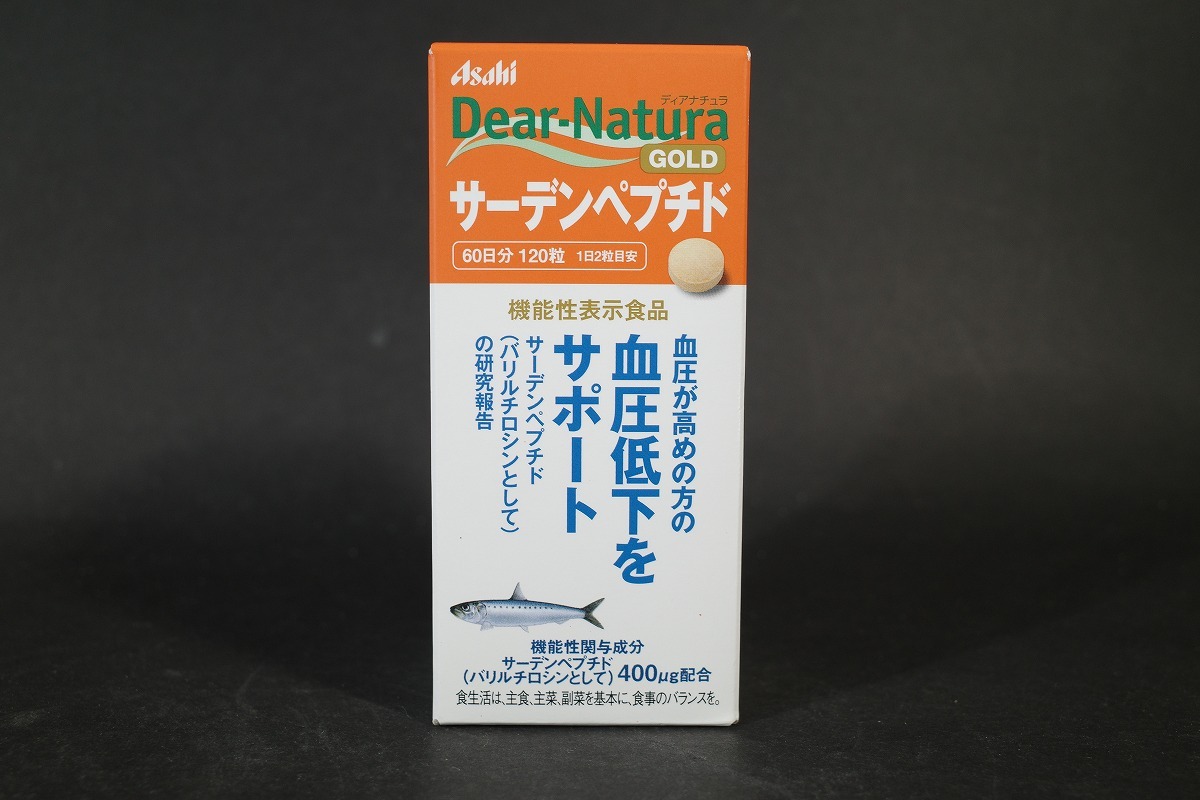 Asahi
ディアナチュラ
Dear-Natura
GOLD
サーデンペプチド
60日分 120粒 1日2粒目安
機能性表示食品
血圧が高めの方の
血圧低下を
サポート
サーデンペプチド
(バリルチロシンとして)
の研究報告
機能性関与成分
サーデンペプチド
(バリルチロシンとして) 400μg配合
食生活は、主食、主菜、副菜を基本に、食事のバランスを。